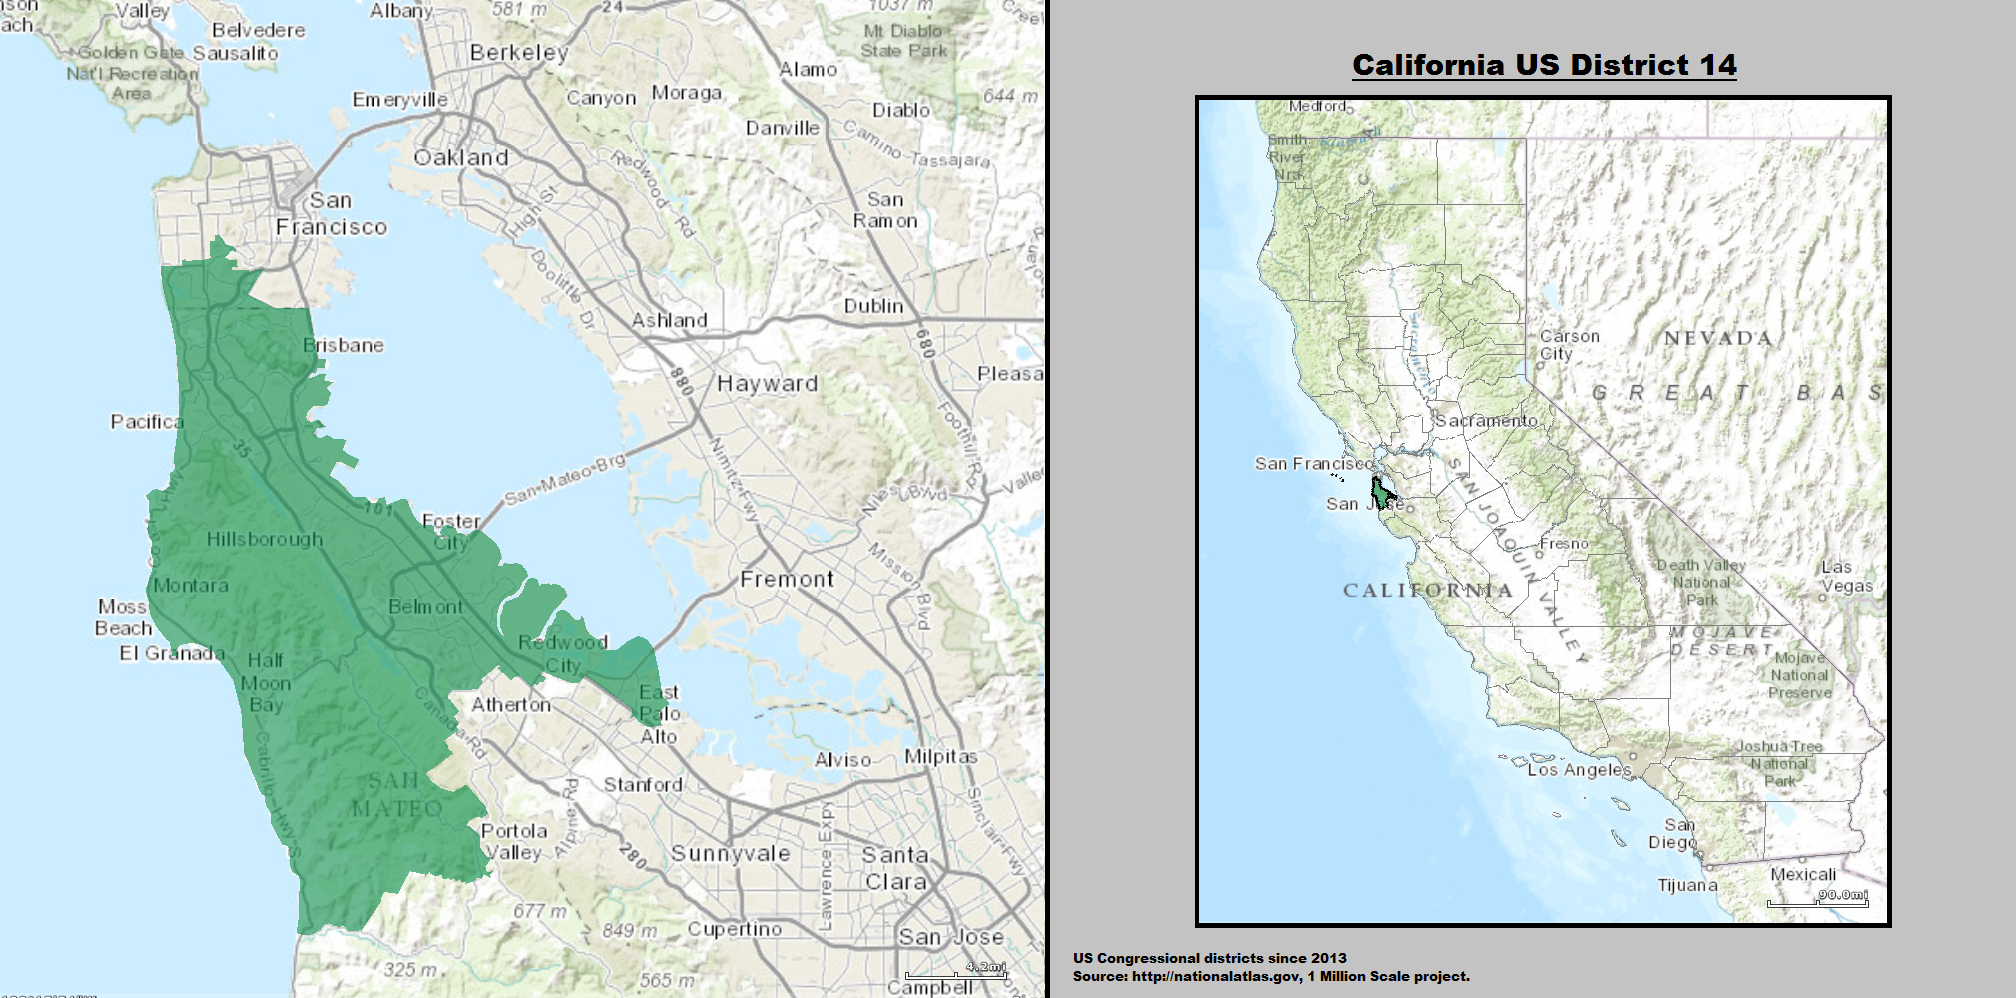 Valley
Albany
581 m
24
1037 m
Belvedere
Mt Diablo
State Park
Golden Gate
Nat'l Recreation
Area
Sausalito
Berkeley
Alamo
Emeryville
Canyon
Moraga
644 m
Diablo
Danville
Camino Tassajara
Oakland
Redwood Rd
San
Francisco
High St
San
Ramon
Doolittle Dr
Dublin
Ashland
680
Brisbane
880
Hayward
Pleasa
Pacifica
35
Foothill Rd
Nimitz Fwy
San Mateo Brg
Niles Blvd
Valle
101
Foster
City
Hillsborough
Mission Blvd
Fremont
Montara
Moss
Beach
Belmont
El Granada
Redwood
City
Half
Moon
Bay
East
Palo
Alto
Atherton
Canada Rd
Cabrillo Hwy
Alviso
Milpitas
SAN
MATEO
Stanford
Alpine Rd
Sinclair Fwy
Lawrence Expy
Portola
Valley
280
Sunnyvale
Santa
Clara
677 m
849 m
Cupertino
San Jose
325 m
565 m
4.2mi
Campbell
California US District 14
Medford
Smith
River
Nra
Carson
City
NEVADA
GREAT BAS
Sacramento
Sacramento
San Francisco
San Jose
SAN JOAQUIN VALLEY
Fresno
Death Valley
National
Park
Las
Vegas
CALIFORNIA
MOJAVE
DESERT
Mojave
National
Preserve
Joshua Tree
National
Park
Los Angeles
San
Diego
Tijuana
Mexicali
90.0mi
US Congressional districts since 2013
Source: http://nationalatlas.gov, 1 Million Scale project.